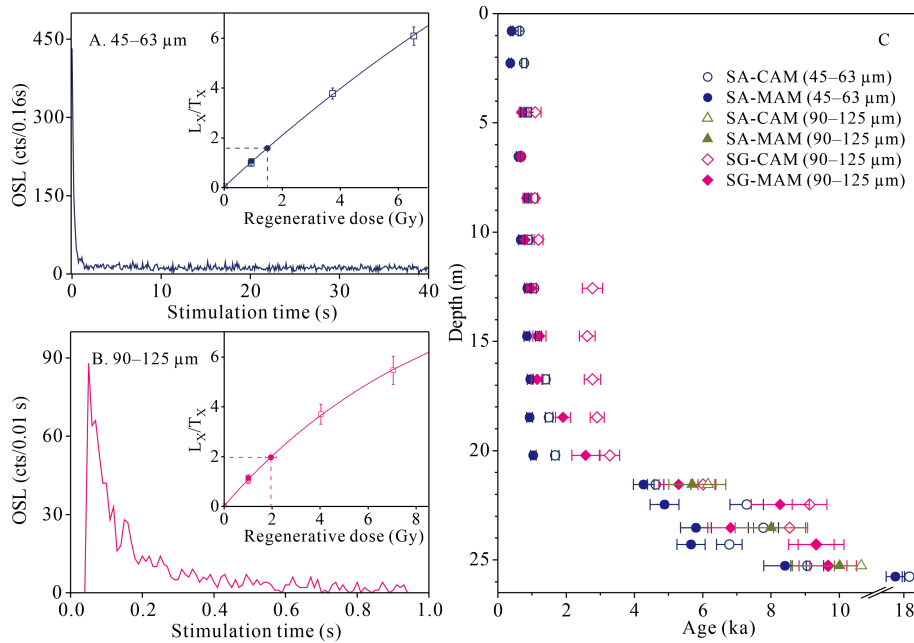 A. 45–63 µm
OSL (cts/0.16s)
450
300
150
0
0
10
20
30
40
Stimulation time (s)
Lx/Tx
6
4
2
0
0
2
4
6
Regenerative dose (Gy)
B. 90–125 µm
OSL (cts/0.01 s)
90
60
30
0
0.0
0.2
0.4
0.6
0.8
1.0
Stimulation time (s)
Lx/Tx
6
4
2
0
0
2
4
6
8
Regenerative dose (Gy)
C
SA-CAM (45–63 µm)
SA-MAM (45–63 µm)
SA-CAM (90–125 µm)
SA-MAM (90–125 µm)
SG-CAM (90–125 µm)
SG-MAM (90–125 µm)
Depth (m)
0
5
10
15
20
25
0
2
4
6
8
10
18
Age (ka)